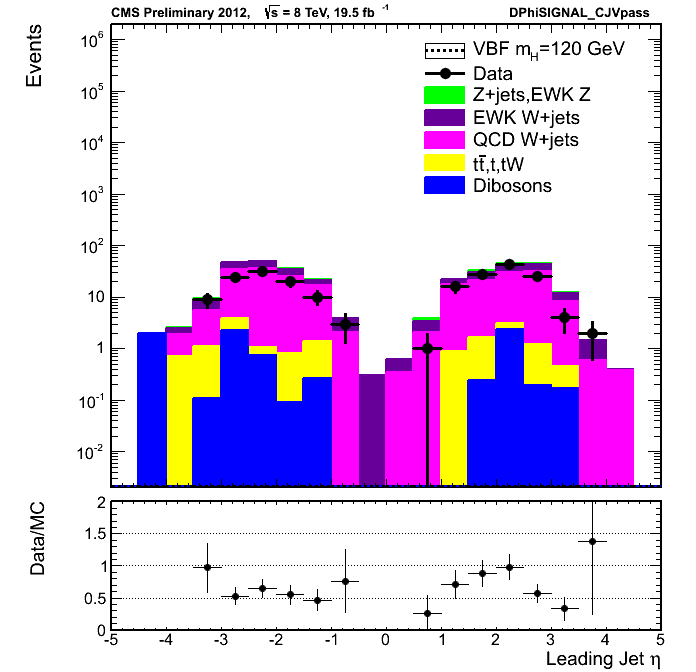 CMS Preliminary 2012, √s = 8 TeV, 19.5 fb⁻¹ DPhiSIGNAL_CJVpass
Events
10⁶
10⁵
10⁴
10³
10²
10
1
10⁻¹
10⁻²
VBF m_H=120 GeV
Data
Z+jets,EWK Z
EWK W+jets
QCD W+jets
tt̄,t,tW
Dibosons
Data/MC
2
1.5
1
0.5
0
-5 -4 -3 -2 -1 0 1 2 3 4 5
Leading Jet η